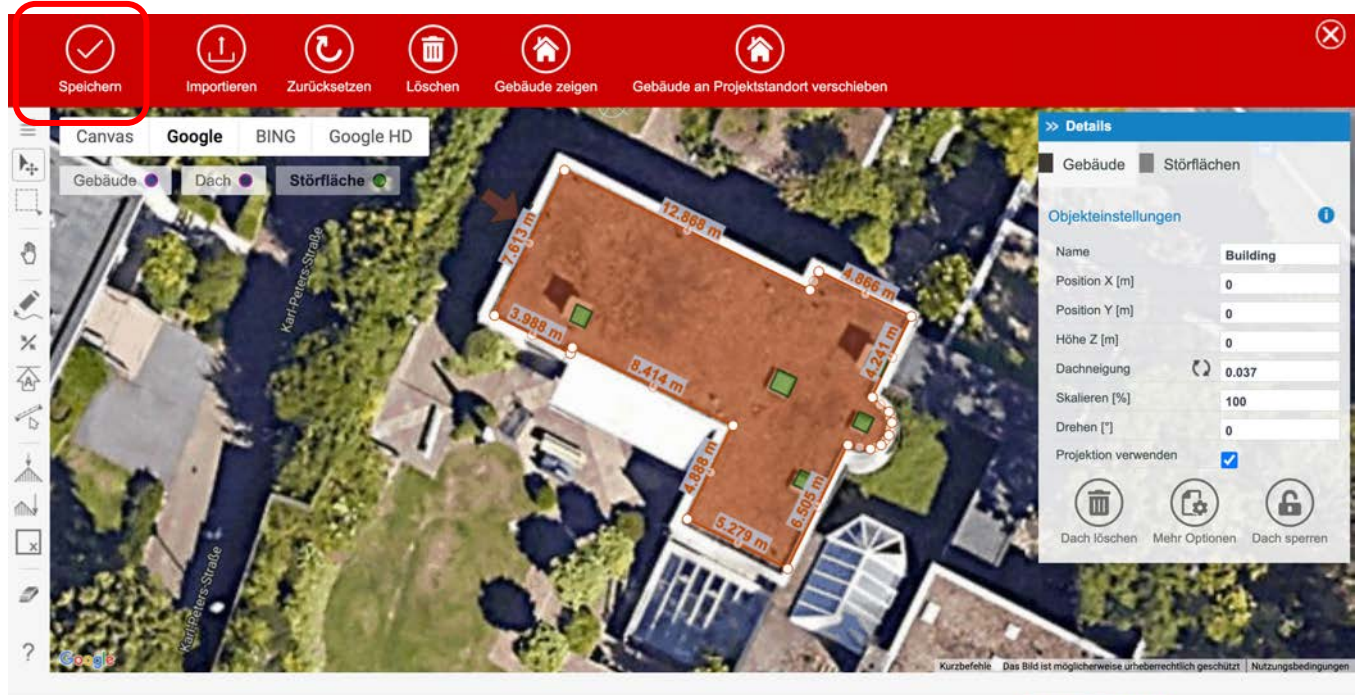 Speichern
Importieren
Zurücksetzen
Löschen
Gebäude zeigen
Gebäude an Projektstandort verschieben
Canvas Google BING Google HD
Gebäude Dach Störfläche
Karl-Peters-Straße
Karl-Peters-Straße
7.613 m
12.868 m
4.866 m
3.988 m
8.414 m
4.241 m
4.888 m
5.279 m
6.505 m
>> Details
Gebäude Störflächen
Objekteinstellungen i
Name Building
Position X [m] 0
Position Y [m] 0
Höhe Z [m] 0
Dachneigung 0.037
Skalieren [%] 100
Drehen [°] 0
Projektion verwenden
Dach löschen Mehr Optionen Dach sperren
A
x
?
Google
Kurzbefehle Das Bild ist möglicherweise urheberrechtlich geschützt Nutzungsbedingungen